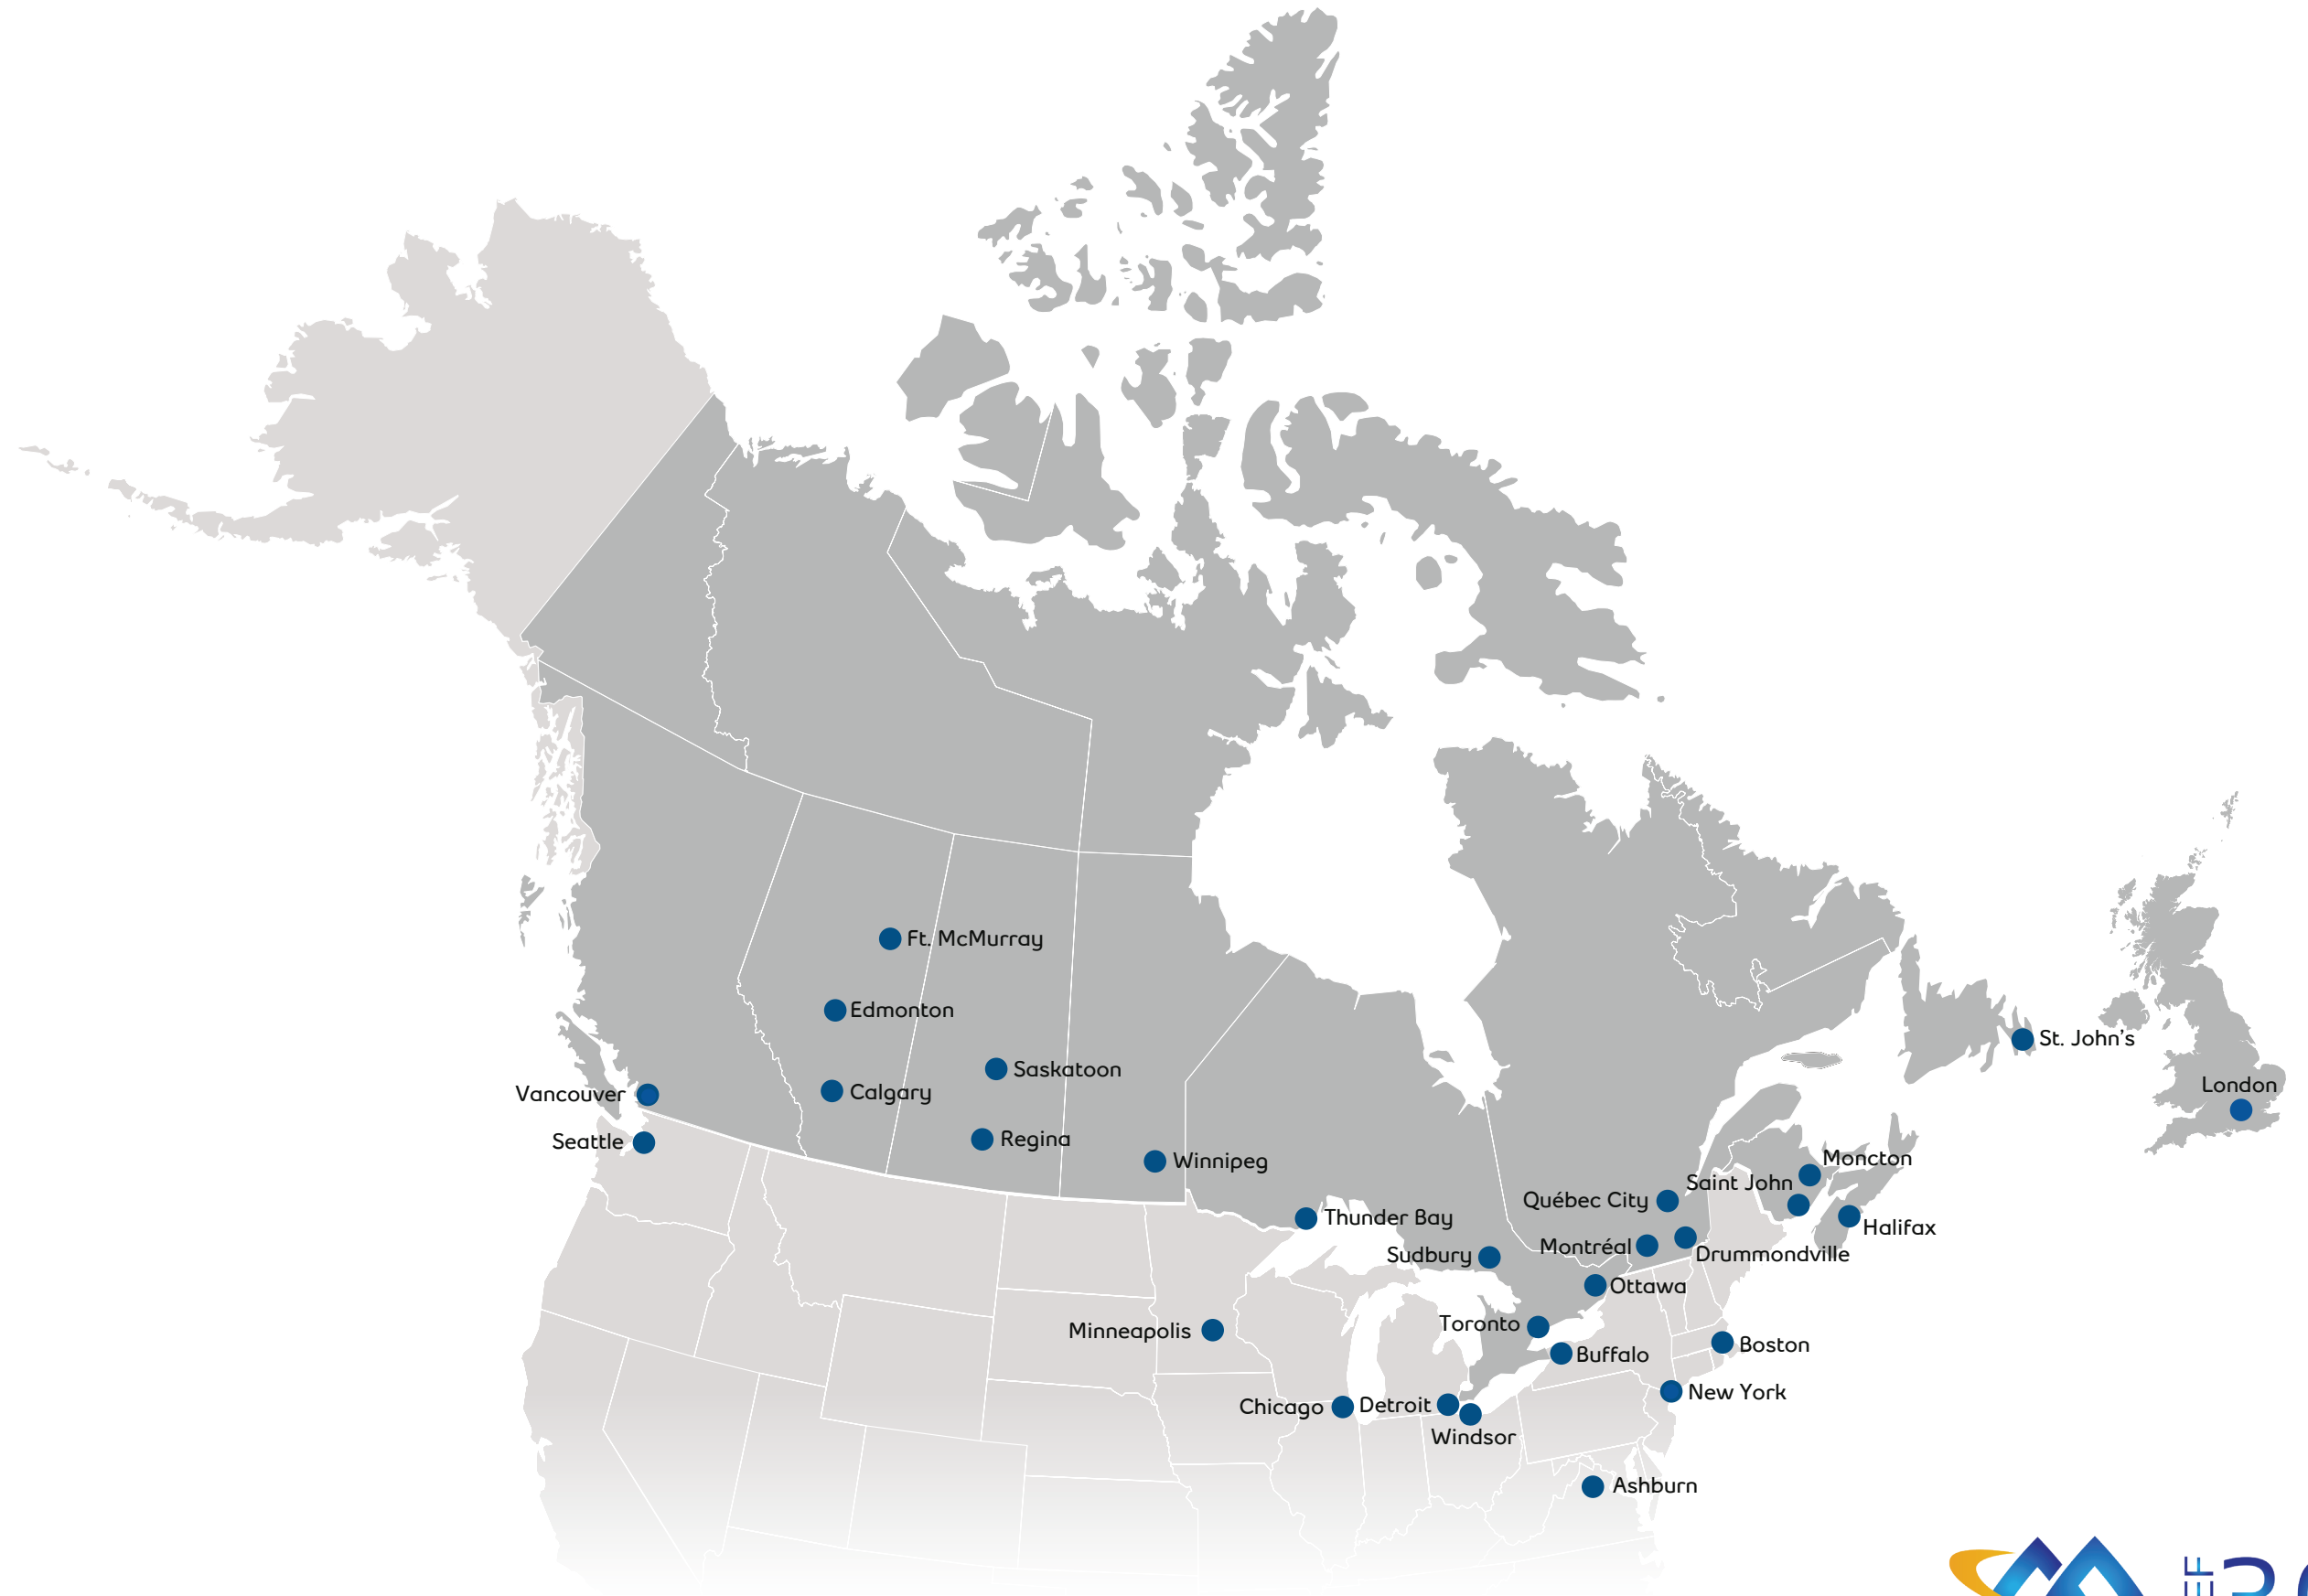 Ft. McMurray
Edmonton
St. John's
Saskatoon
London
Calgary
Vancouver
Regina
Seattle
Moncton
Winnipeg
Saint John
Québec City
Thunder Bay
Halifax
Montréal
Sudbury
Drummondville
Ottawa
Toronto
Minneapolis
Boston
Buffalo
New York
Detroit
Chicago
Windsor
Ashburn